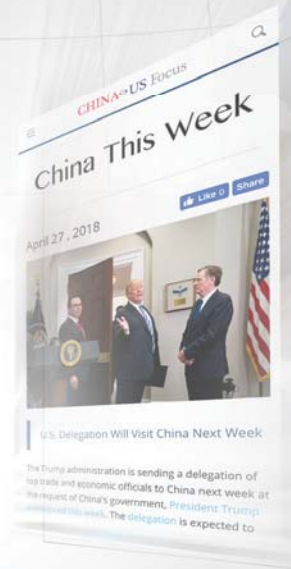 CHINA US Focus
China This Week
Like 0 Share
April 27, 2018
U.S. Delegation Will Visit China Next Week
The Trump administration is sending a delegation of
top trade and economic officials to China next week at
the request of China's government, President Trump
announced this week. The delegation is expected to